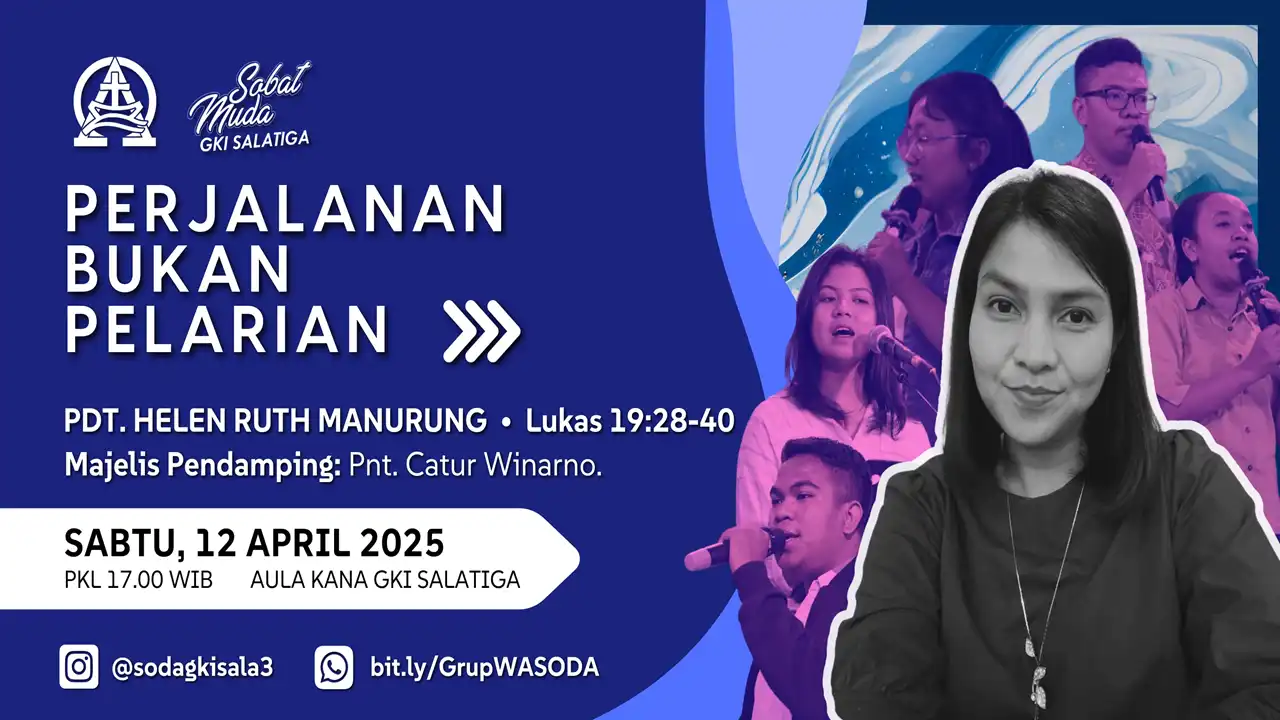 Sobat
Muda
GKI SALATIGA
PERJALANAN
BUKAN
PELARIAN
PDT. HELEN RUTH MANURUNG • Lukas 19:28-40
Majelis Pendamping: Pnt. Catur Winarno.
SABTU, 12 APRIL 2025
PKL 17.00 WIB AULA KANA GKI SALATIGA
@sodagkisala3 bit.ly/GrupWASODA